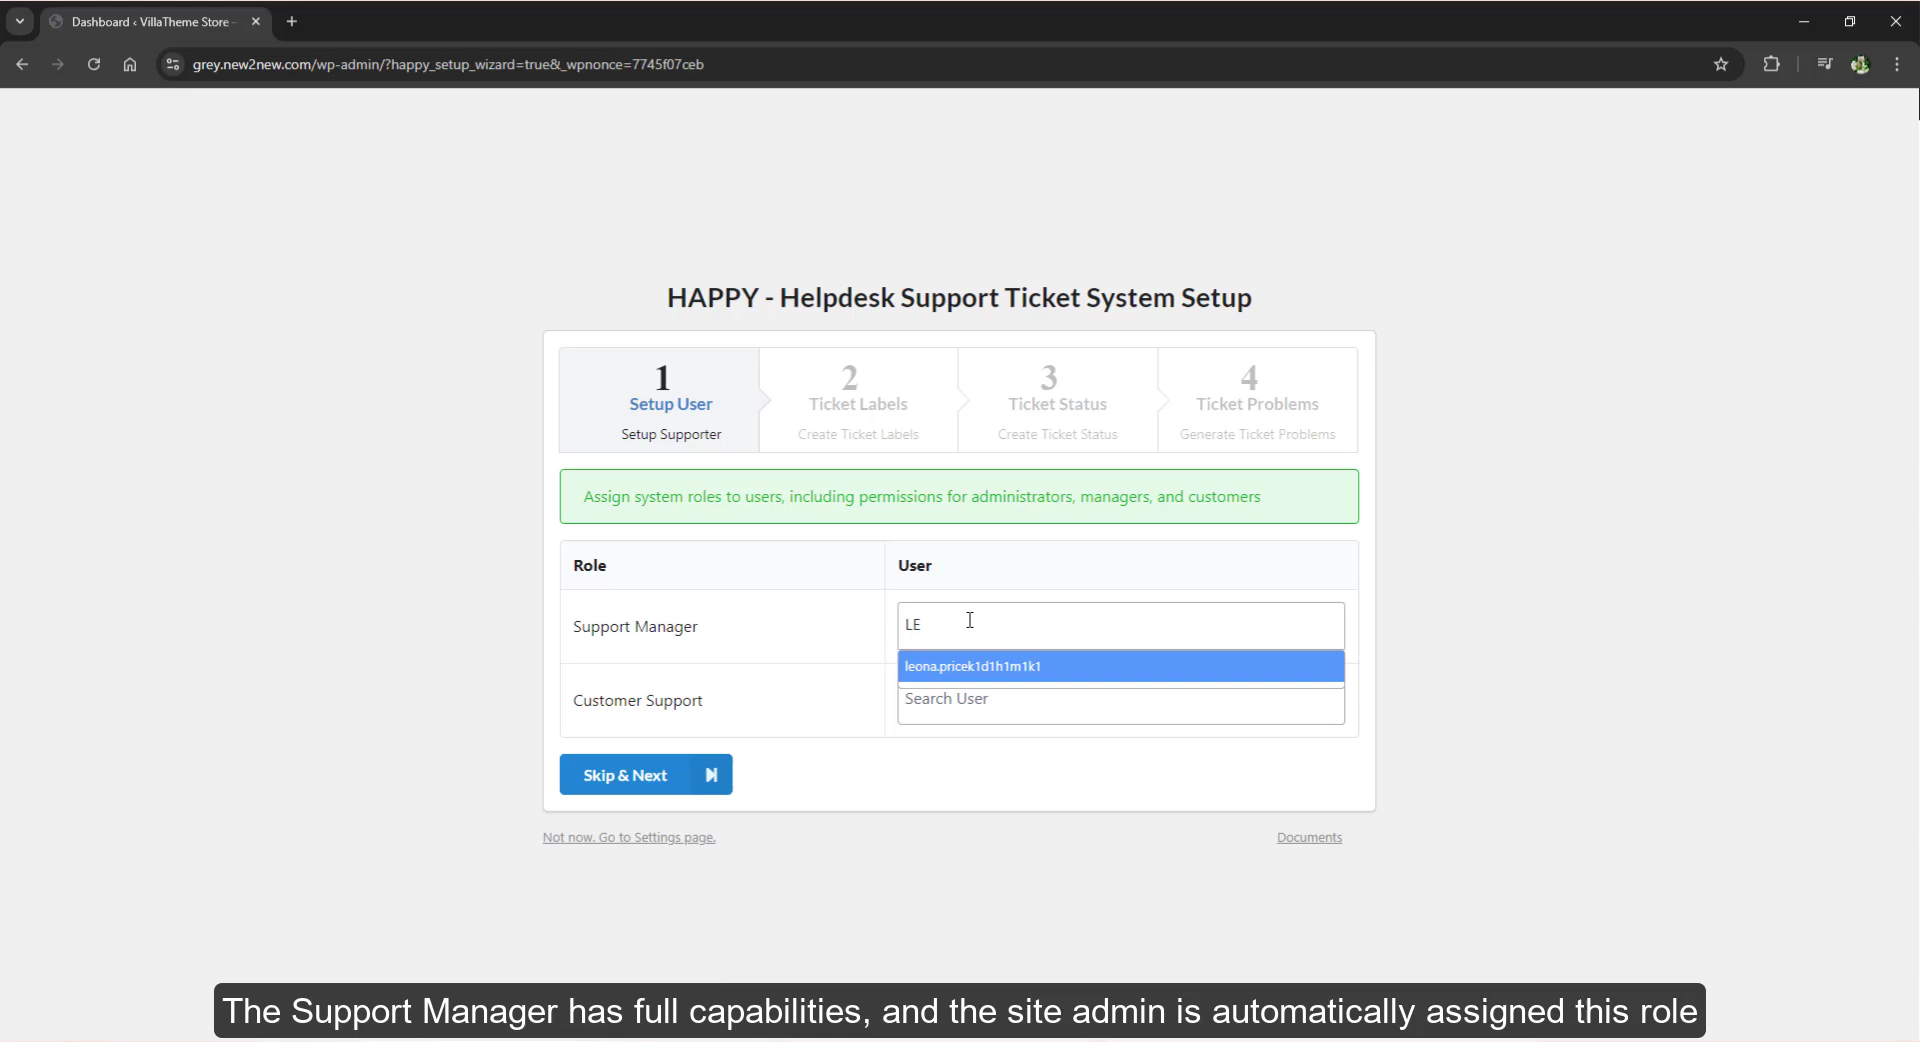 Dashboard ‹ VillaTheme Store -
grey.new2new.com/wp-admin/?happy_setup_wizard=true&_wpnonce=7745f07ceb
HAPPY - Helpdesk Support Ticket System Setup
1
Setup User
Setup Supporter
2
Ticket Labels
Create Ticket Labels
3
Ticket Status
Create Ticket Status
4
Ticket Problems
Generate Ticket Problems
Assign system roles to users, including permissions for administrators, managers, and customers
Role
User
Support Manager
LE
leona.pricek1d1h1m1k1
Customer Support
Search User
Skip & Next
Not now. Go to Settings page.
Documents
The Support Manager has full capabilities, and the site admin is automatically assigned this role